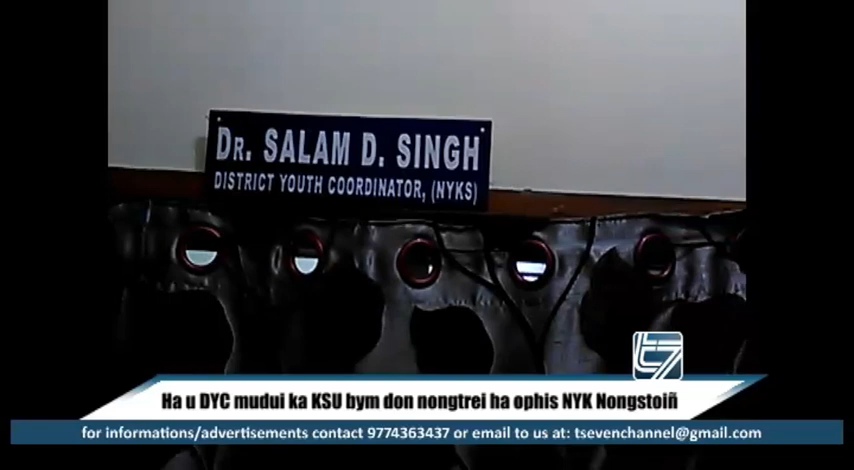 DR. SALAM D. SINGH
DISTRICT YOUTH COORDINATOR, (NYKS)
T7
Ha u DYC mudui ka KSU bym don nongtrei ha ophis NYK Nongstoiñ
for informations/advertisements contact 9774363437 or email to us at: tsevenchannel@gmail.com